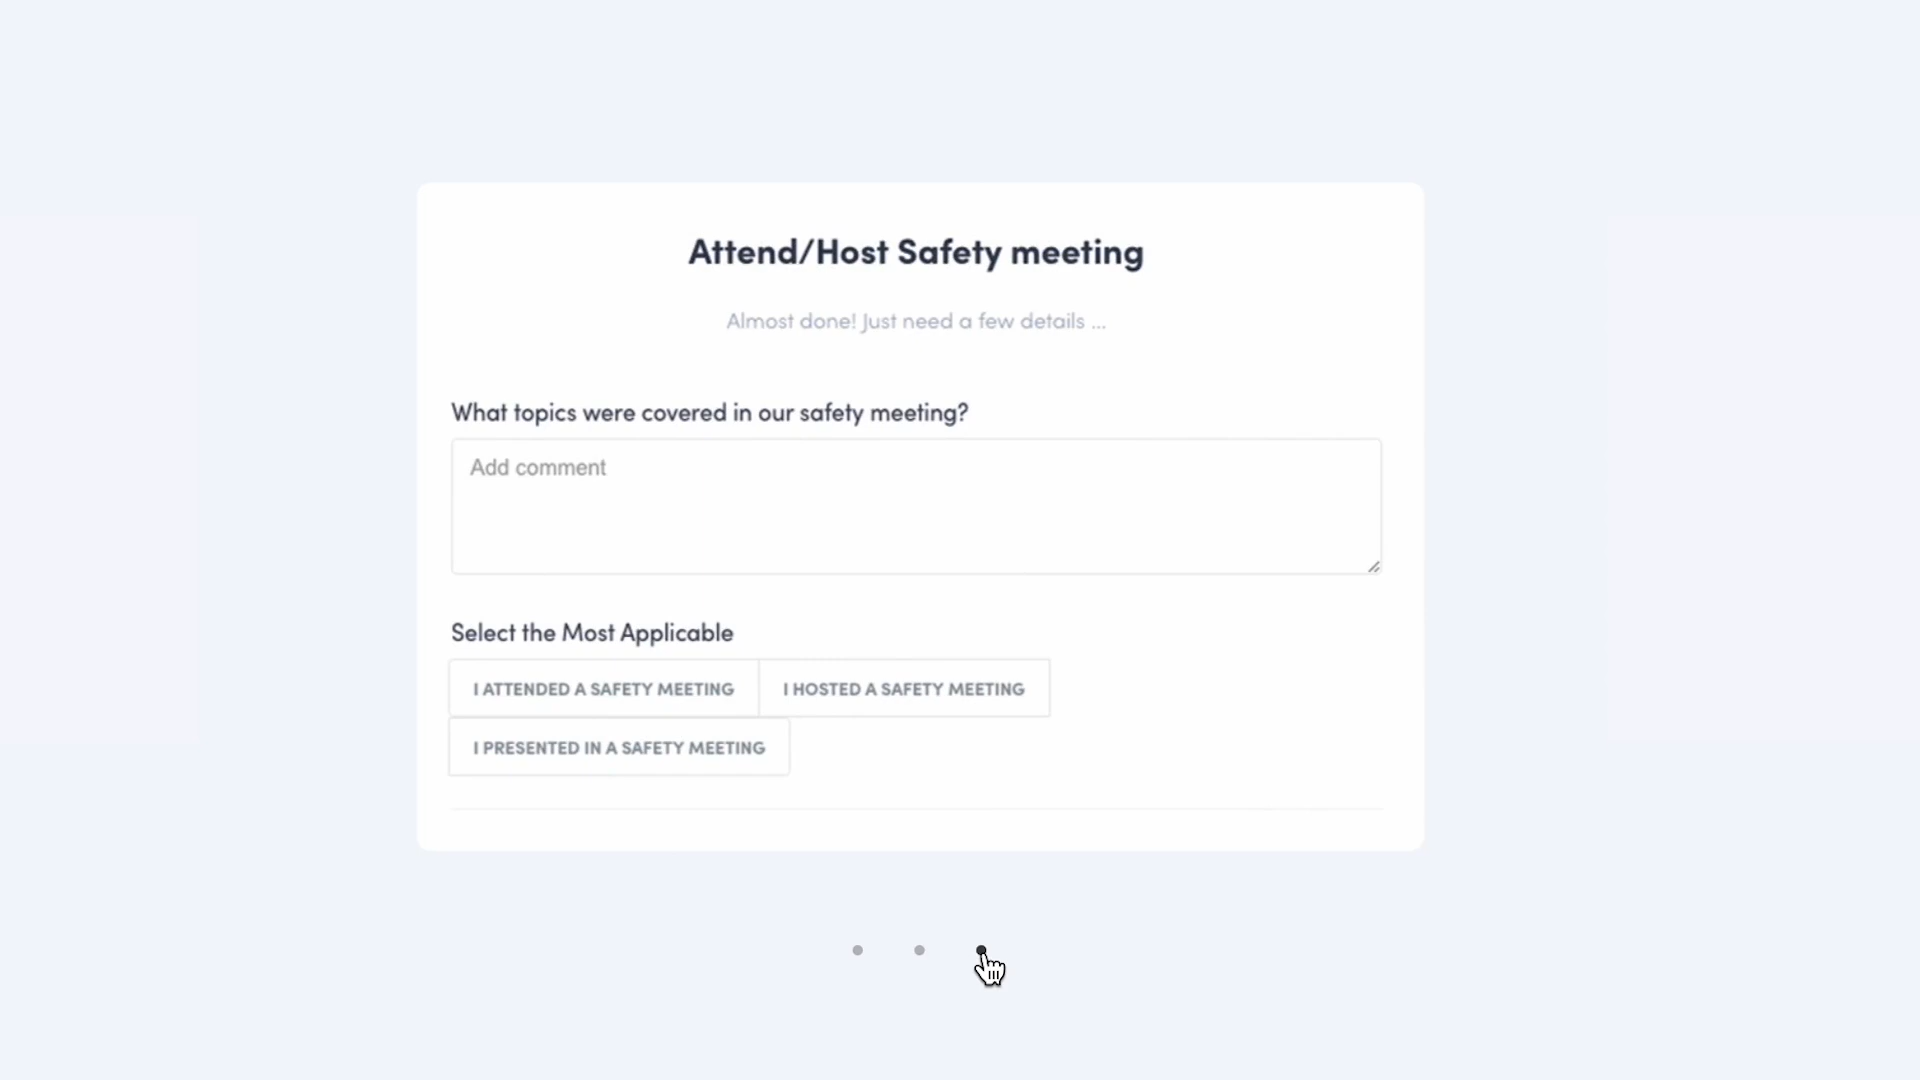 Attend/Host Safety meeting
Almost done! Just need a few details ...
What topics were covered in our safety meeting?
Add comment
Select the Most Applicable
I ATTENDED A SAFETY MEETING
I HOSTED A SAFETY MEETING
I PRESENTED IN A SAFETY MEETING